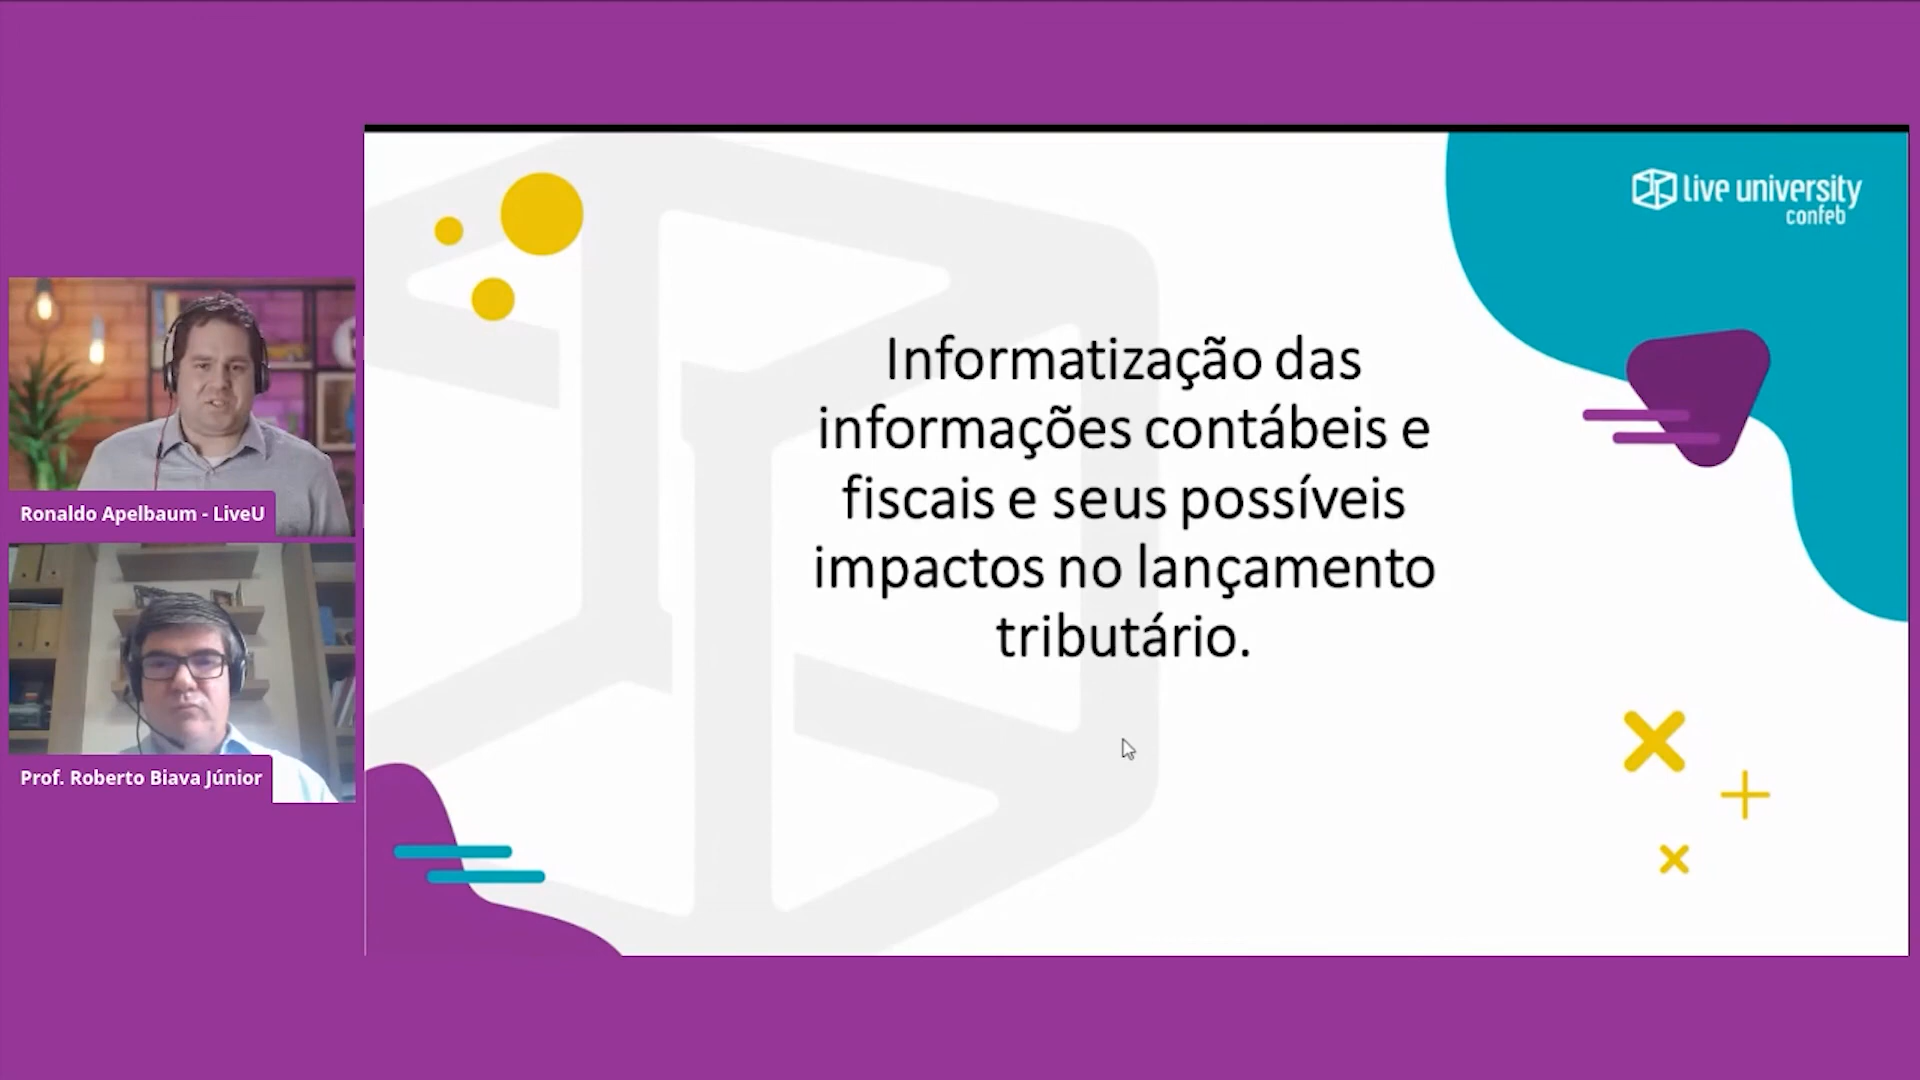 live university
confeb
Informatização das
informações contábeis e
fiscais e seus possíveis
impactos no lançamento
tributário.
Ronaldo Apelbaum - LiveU
Prof. Roberto Biava Júnior